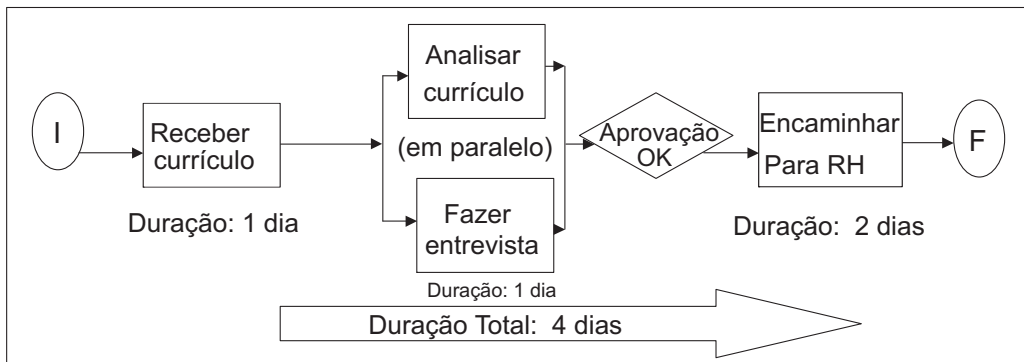 I
Receber
currículo
Duração: 1 dia
Analisar
currículo
(em paralelo)
Fazer
entrevista
Duração: 1 dia
Aprovação
OK
Encaminhar
Para RH
Duração: 2 dias
F
Duração Total: 4 dias